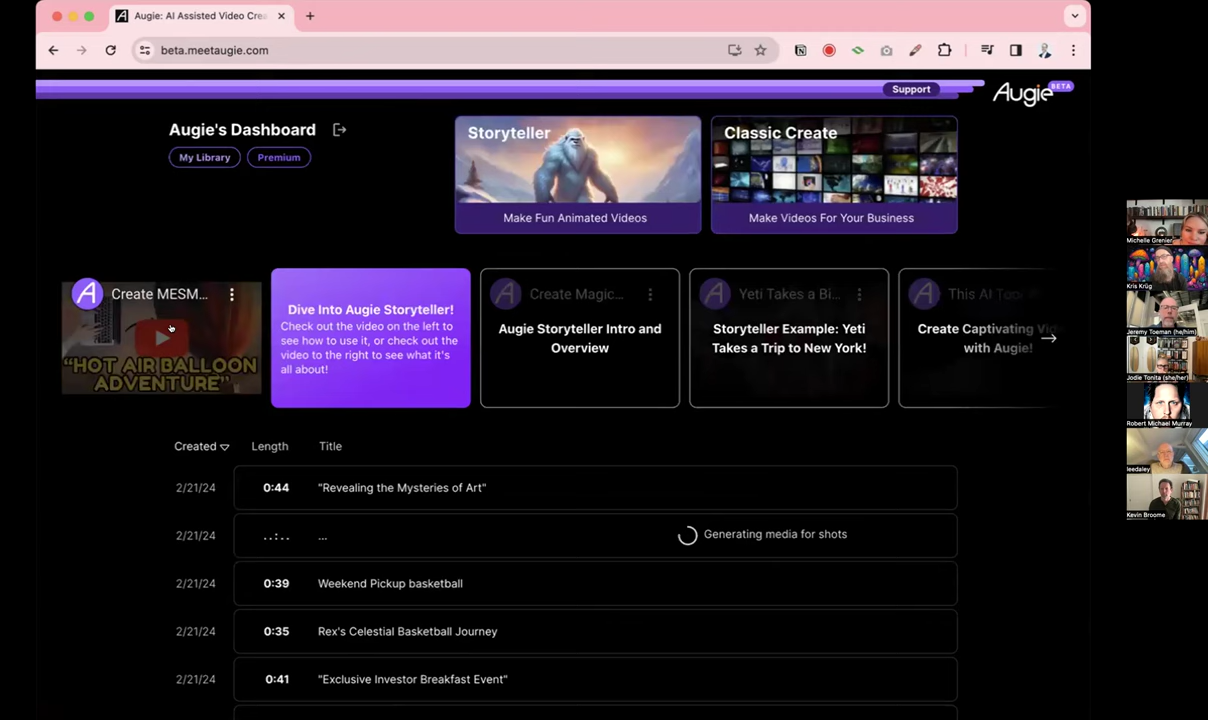 Augie: AI Assisted Video Crea
beta.meetaugie.com
Support
Augie BETA
Augie's Dashboard
My Library
Premium
Storyteller
Make Fun Animated Videos
Classic Create
Make Videos For Your Business
Create MESM...
"HOT AIR BALLOON
ADVENTURE"
Dive Into Augie Storyteller!
Check out the video on the left to
see how to use it, or check out the
video to the right to see what it's
all about!
Create Magic...
Augie Storyteller Intro and
Overview
Yeti Takes a Bi...
Storyteller Example: Yeti
Takes a Trip to New York!
This AI
Create Captivating
with Augie!
Created
Length
Title
2/21/24
0:44
"Revealing the Mysteries of Art"
2/21/24
..:..
...
Generating media for shots
2/21/24
0:39
Weekend Pickup basketball
2/21/24
0:35
Rex's Celestial Basketball Journey
2/21/24
0:41
"Exclusive Investor Breakfast Event"
Michelle Grenier
Kris Krüg
Jeremy Toeman (he/him)
Jodie Tonita (she/her)
Robert Michael Murray
leedaley
Kevin Broome